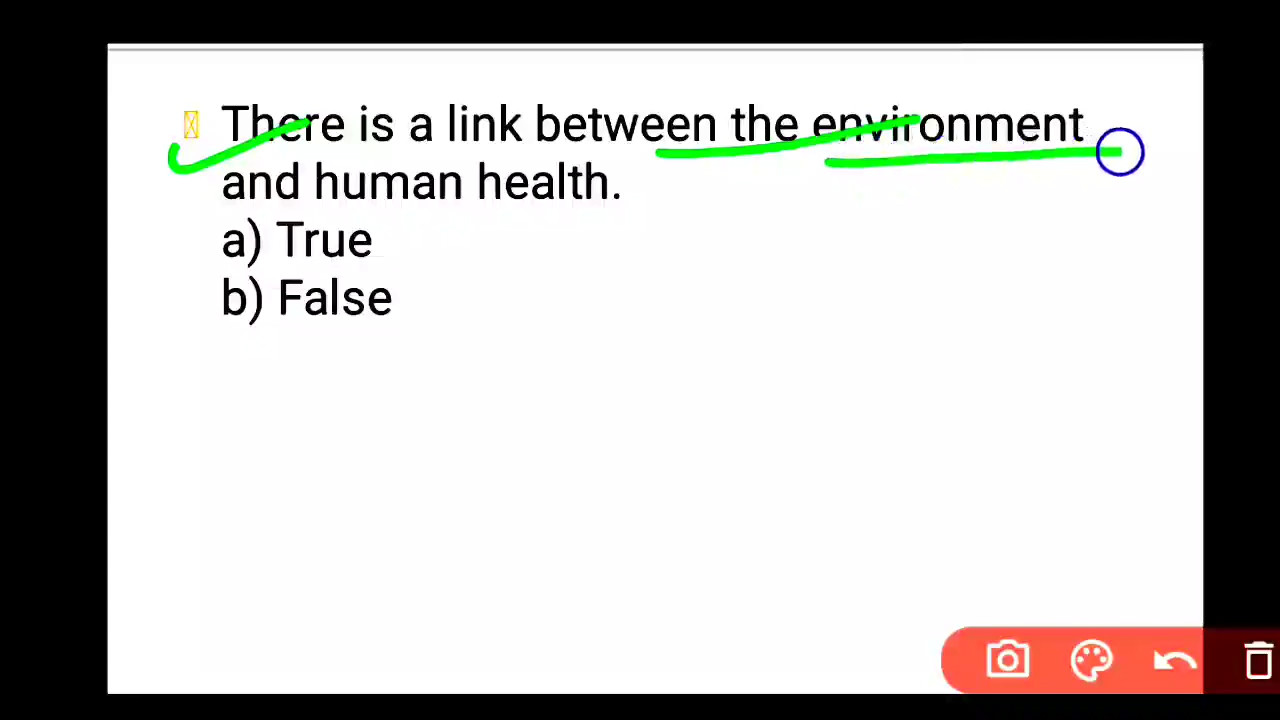 There is a link between the environment
and human health.
a) True
b) False